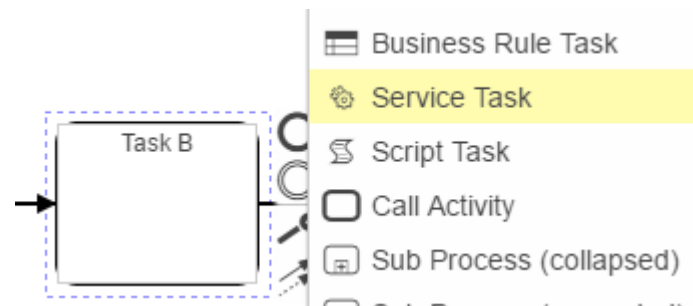 Business Rule Task
Service Task
Task B
Script Task
Call Activity
Sub Process (collapsed)